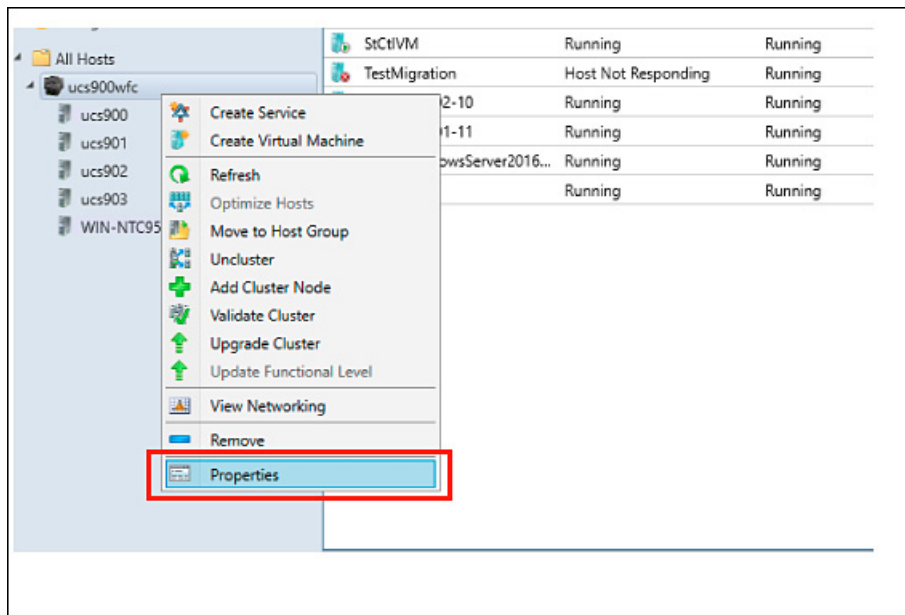 All Hosts
ucs900wfc
ucs900
ucs901
ucs902
ucs903
WIN-NTC95
Create Service
Create Virtual Machine
Refresh
Optimize Hosts
Move to Host Group
Uncluster
Add Cluster Node
Validate Cluster
Upgrade Cluster
Update Functional Level
View Networking
Remove
Properties
StCtlVM Running Running
TestMigration Host Not Responding Running
2-10 Running Running
1-11 Running Running
owsServer2016... Running Running
Running Running